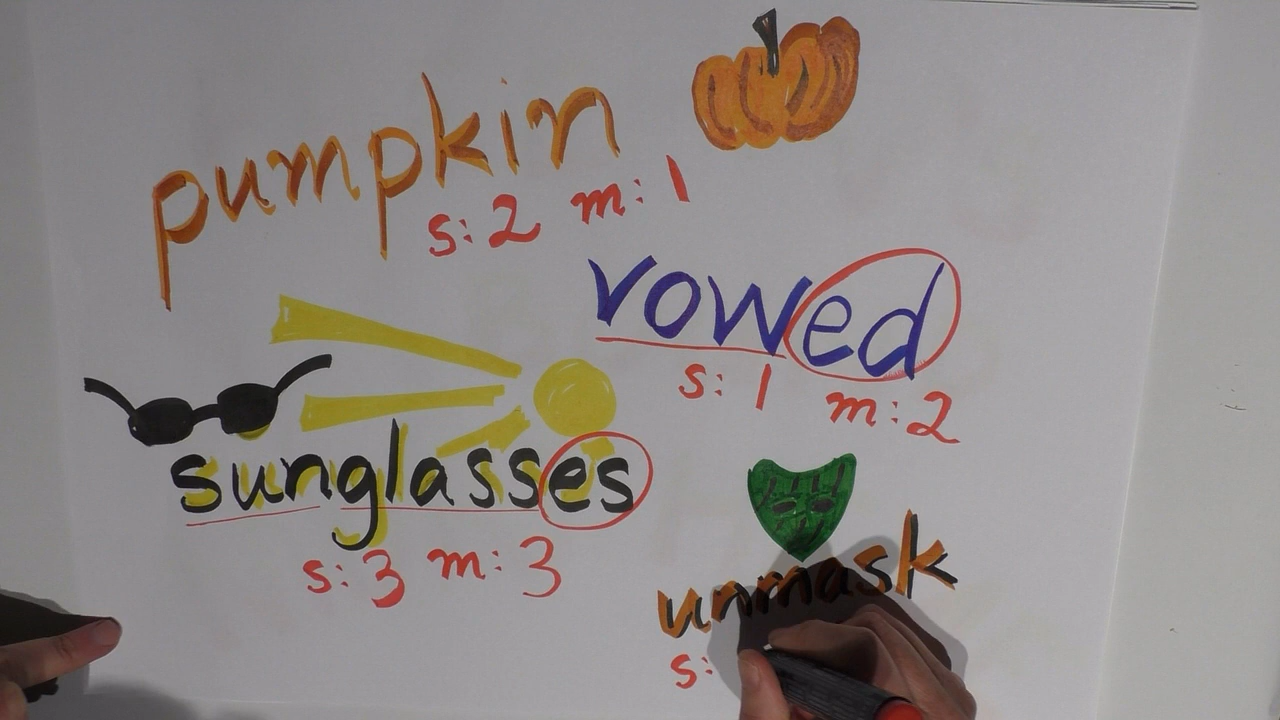 pumpkin
s: 2 m: 1
vowed
s: 1 m: 2
sunglasses
s: 3 m: 3
unmask
s: